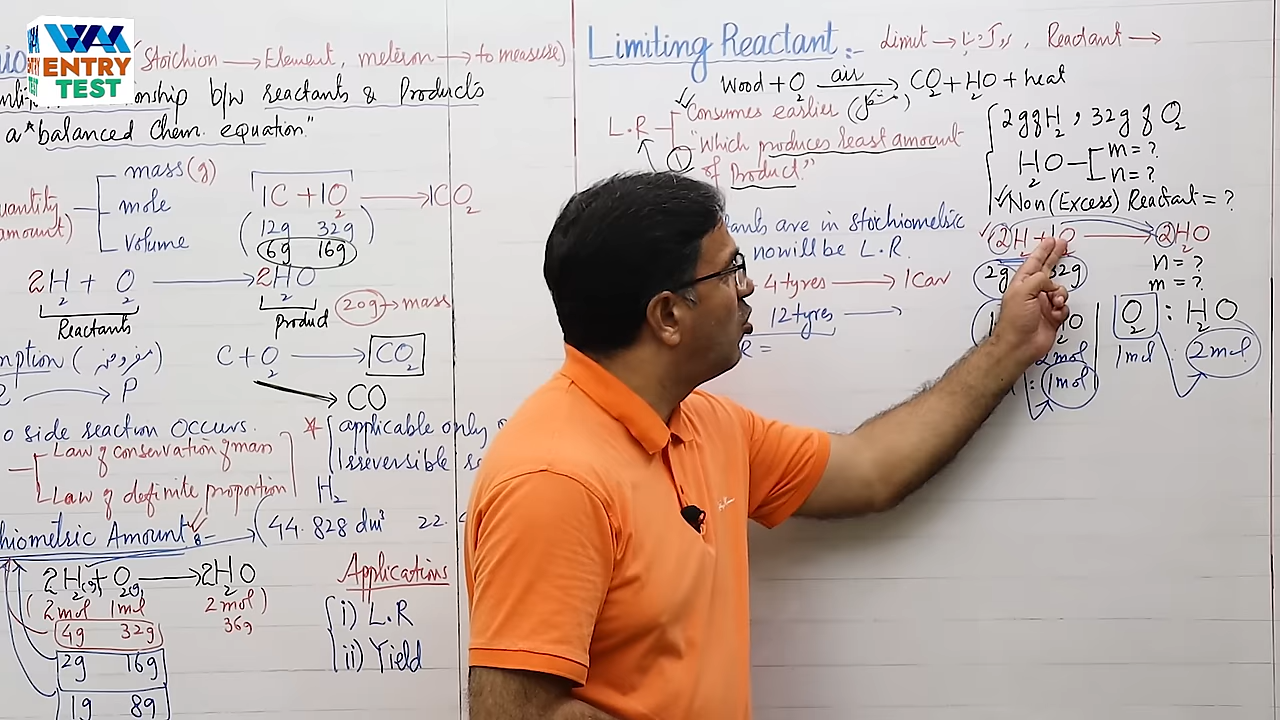 WAK
ENTRY
TEST
Stoichion → Element, metéron → to measure)
b/w reactants & Products
a * balanced Chem. equation."
mass (g)
mole
Volume
1C + 1O₂ → 1CO₂
12g 32g
6g 16g
2H₂ + O₂ → 2H₂O
Reactants
Product
20g → mass
C + O₂ → CO₂
CO
→ P
side reaction occurs.
Law of conservation of mass
Law of definite proportion
* applicable only
H₂
Amount :-
44.828 dm³ 22.
2H₂(g) + O₂(g) → 2H₂O
2mol 1mol 2mol
4g 32g 36g
2g 16g
1g 8g
Applications
i) L.R
ii) Yield
Limiting Reactant :-
Limit → Reactant →
Wood + O₂ air → CO₂ + H₂O + heat
L.R
Consumes earlier
① "Which produces least amount
of Product"
are in stoichiometric
no will be L.R.
4 tyres → 1 Car
12 tyres →
R =
2g of H₂, 32g of O₂
H₂O
m = ?
n = ?
Non (Excess) Reactant = ?
2H₂ + 1O₂ → 2H₂O
2g 32g
n = ?
m = ?
O₂ : H₂O
1mol 2mol
2mol
: 1mol